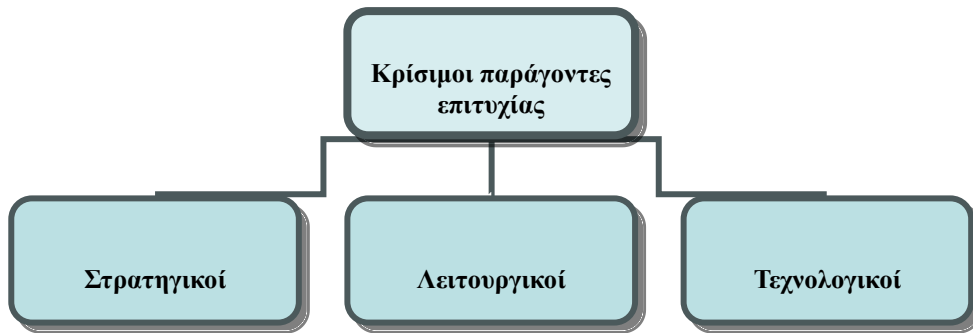 Κρίσιμοι παράγοντες
επιτυχίας
Στρατηγικοί
Λειτουργικοί
Τεχνολογικοί